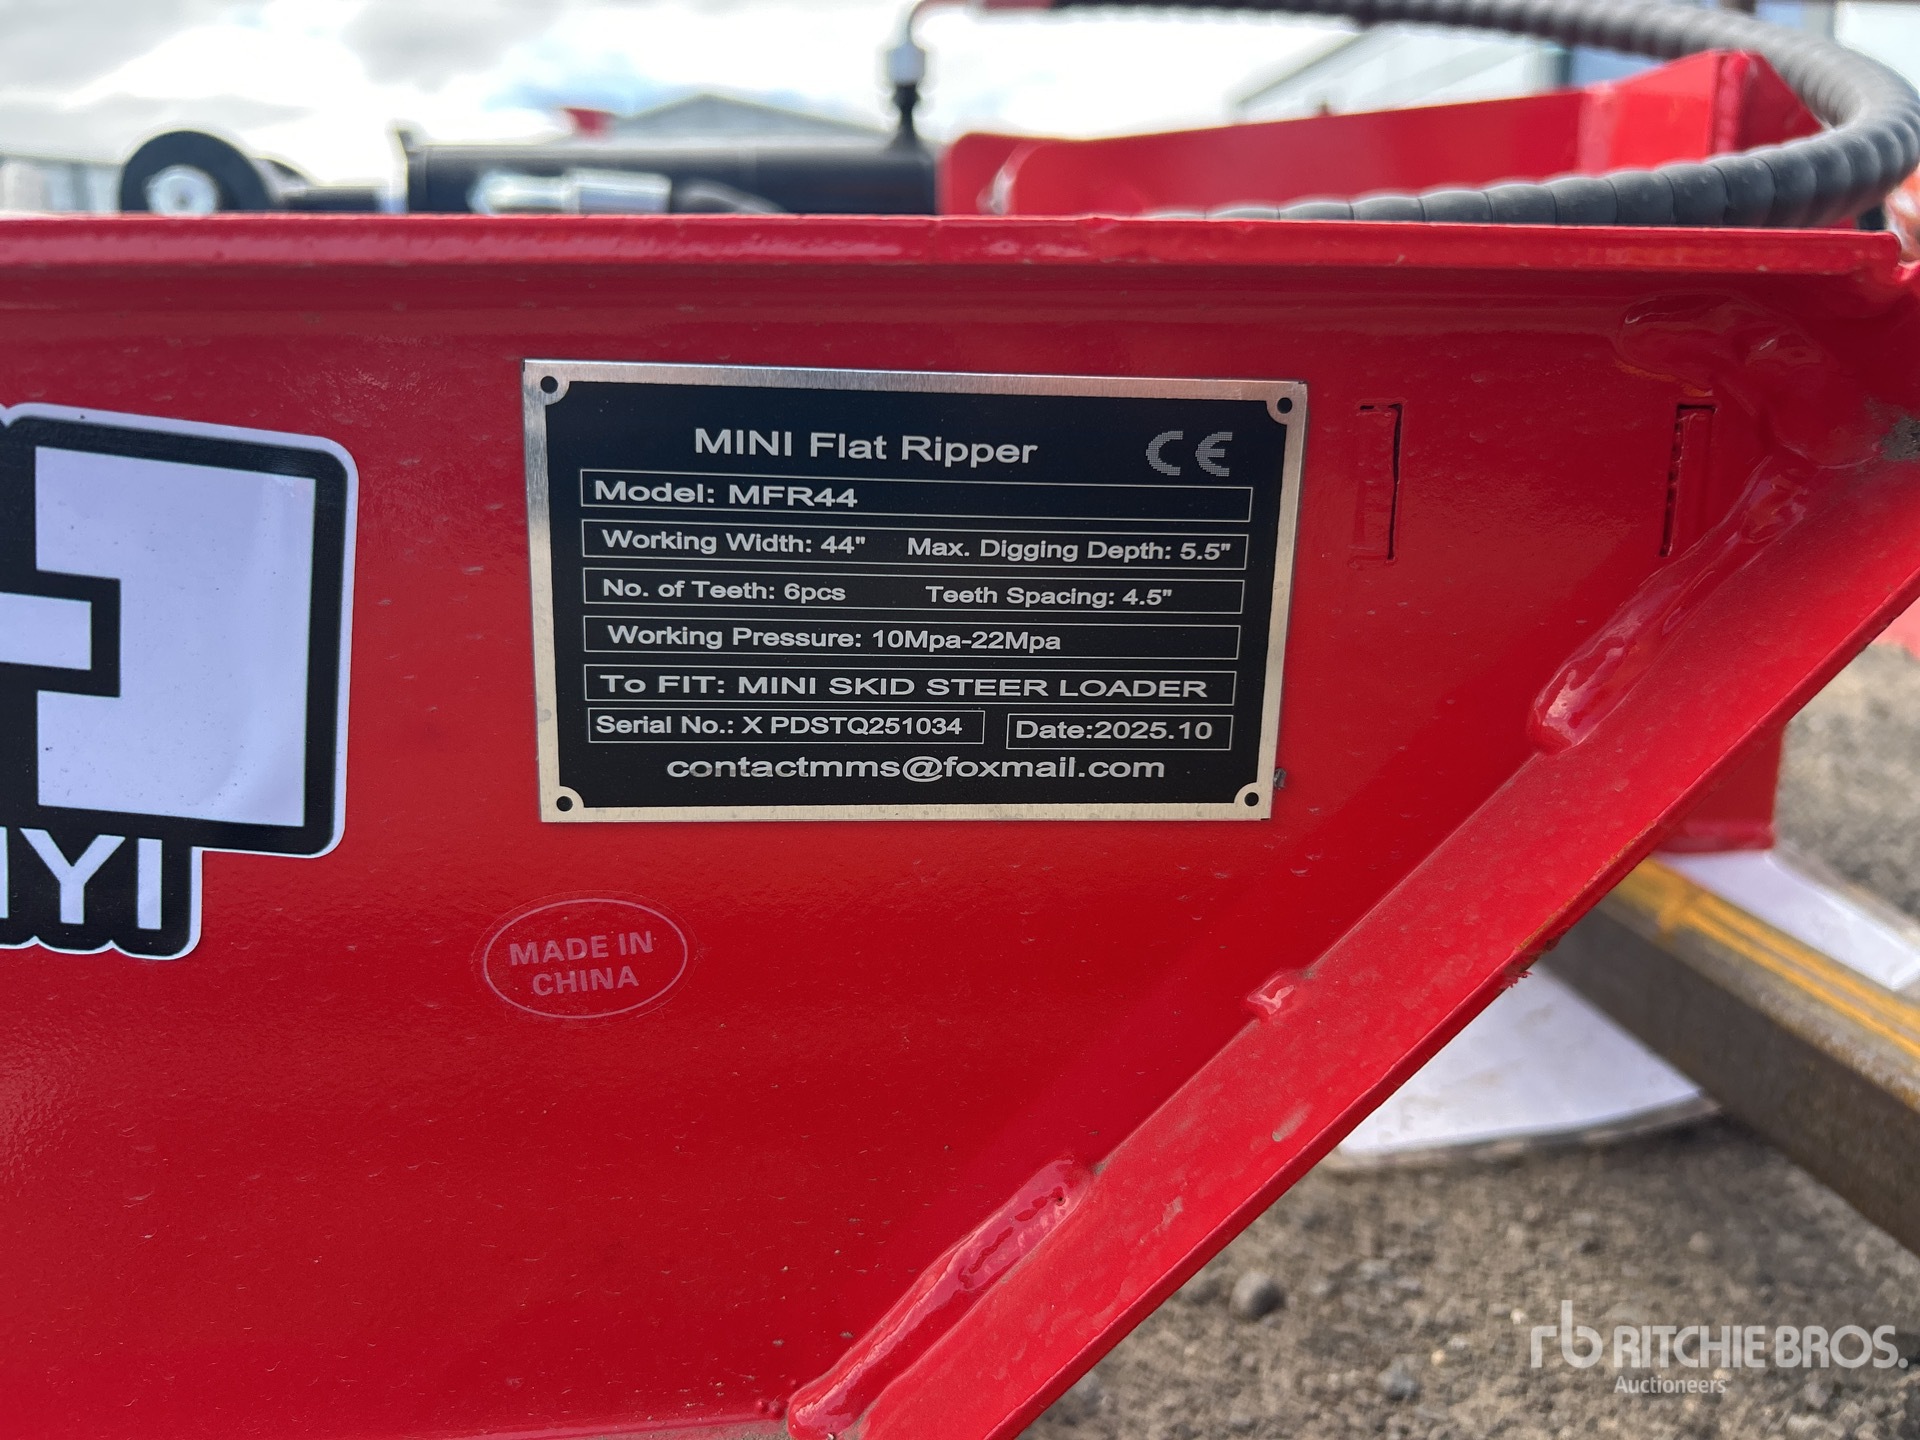 MINI Flat Ripper
CE
Model: MFR44
Working Width: 44" Max. Digging Depth: 5.5"
No. of Teeth: 6pcs Teeth Spacing: 4.5"
Working Pressure: 10Mpa-22Mpa
To FIT: MINI SKID STEER LOADER
Serial No.: X PDSTQ251034 Date:2025.10
contactmms@foxmail.com
YI
MADE IN
CHINA
rb RITCHIE BROS.
Auctioneers